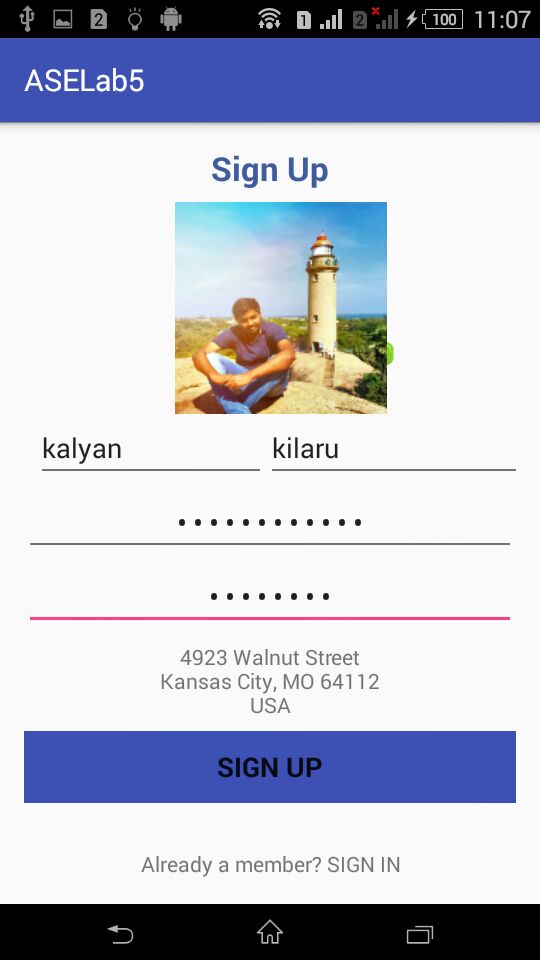 2 1 2 100 11:07
ASELab5
Sign Up
kalyan kilaru
••••••••••••
••••••••
4923 Walnut Street
Kansas City, MO 64112
USA
SIGN UP
Already a member? SIGN IN